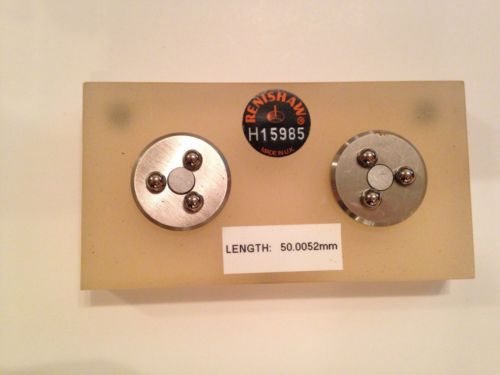 RENISHAW®
H15985
MADE IN U.K.
LENGTH: 50.0052mm